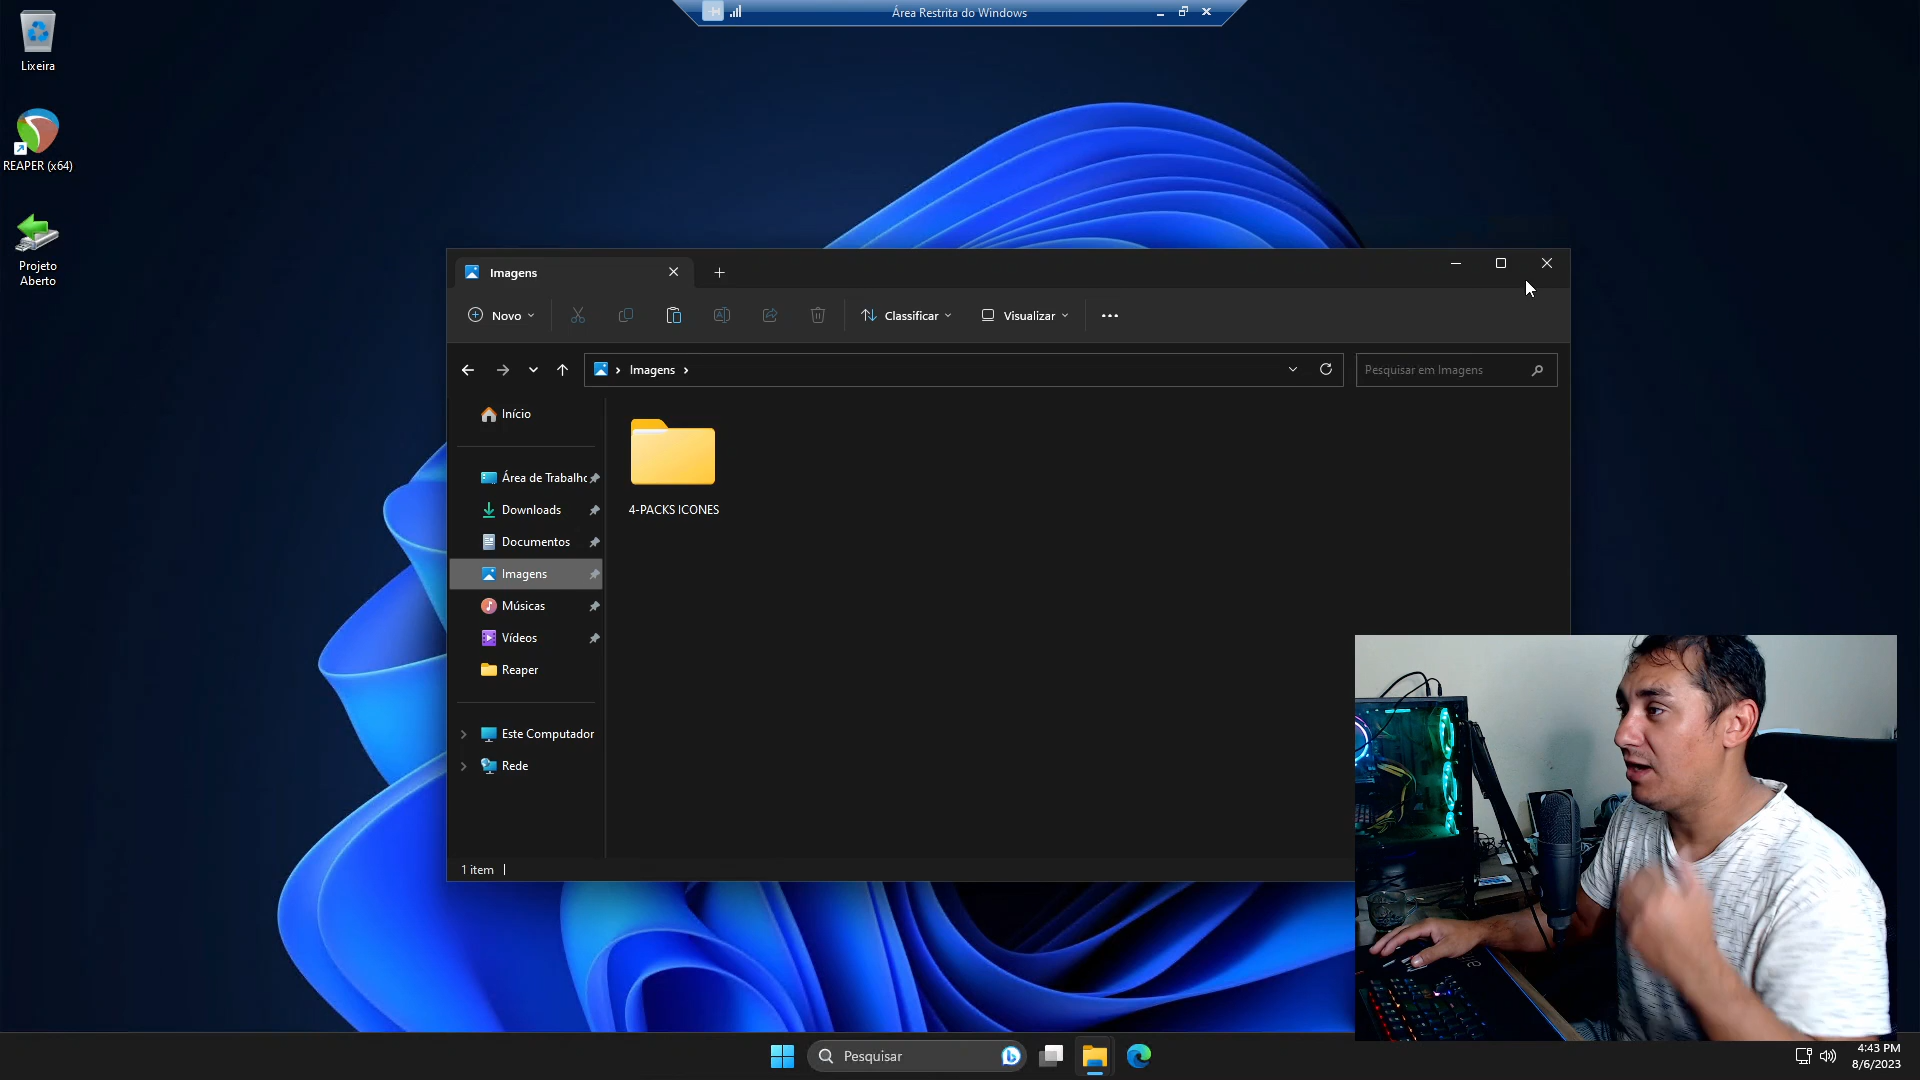 Área Restrita do Windows
Lixeira
REAPER (x64)
Projeto
Aberto
Imagens
Novo
Classificar
Visualizar
Imagens
Pesquisar em Imagens
Início
Área de Trabalho
Downloads
Documentos
Imagens
Músicas
Vídeos
Reaper
Este Computador
Rede
4-PACKS ICONES
1 item
Pesquisar
4:43 PM
8/6/2023